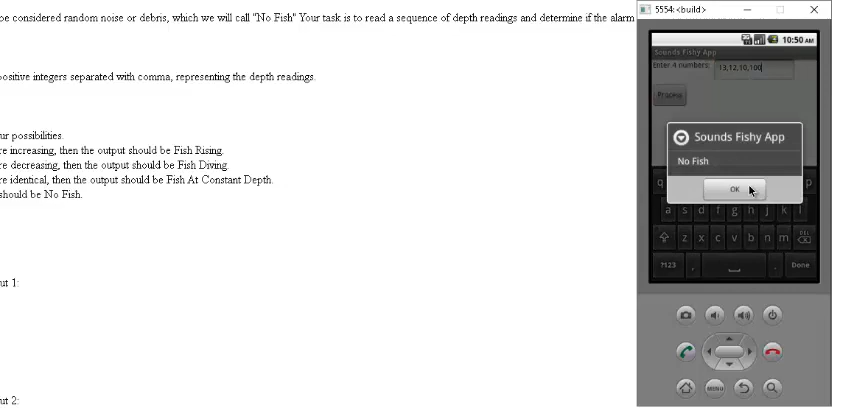 be considered random noise or debris, which we will call "No Fish" Your task is to read a sequence of depth readings and determine if the alarm
positive integers separated with comma, representing the depth readings.
ur possibilities.
re increasing, then the output should be Fish Rising.
re decreasing, then the output should be Fish Diving.
re identical, then the output should be Fish At Constant Depth.
should be No Fish.
ut 1:
ut 2:
5554:<build>
10:50 AM
Sounds Fishy App
Enter 4 numbers:
13,12,10,100
Process
Sounds Fishy App
No Fish
OK
q p
a s d f g h j k l
z x c v b n m DEL
?123 , . Done
MENU